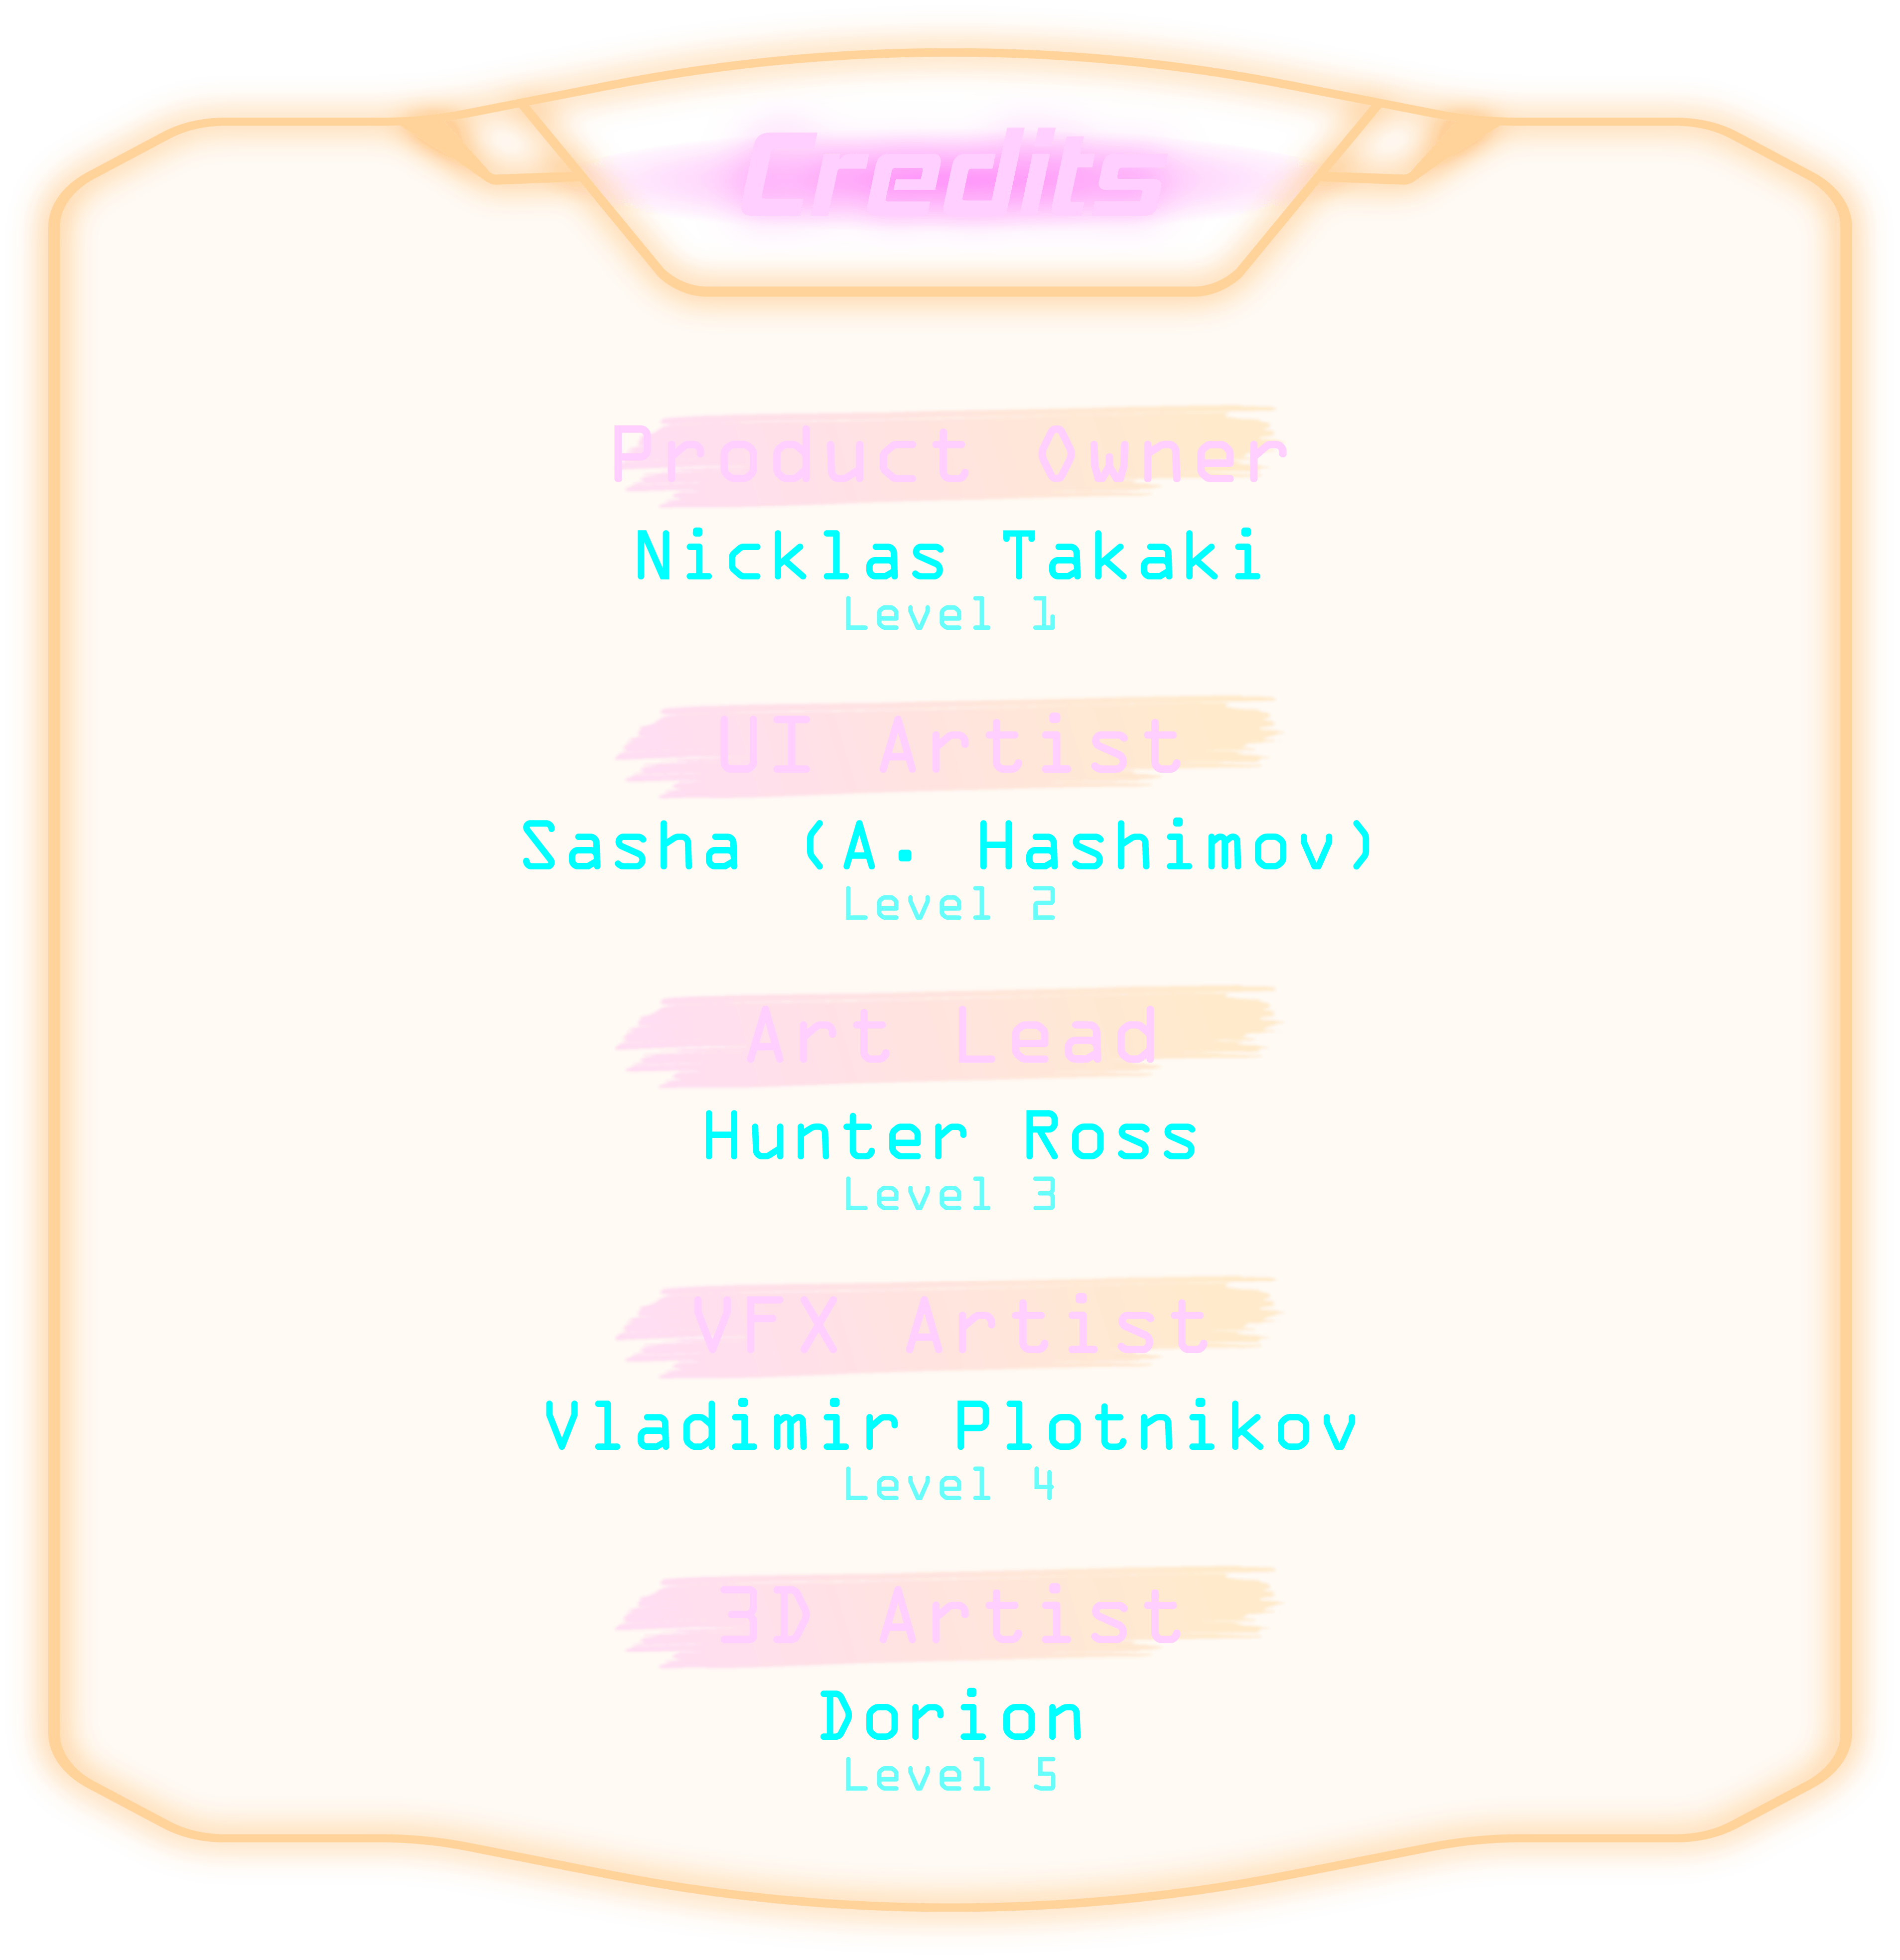 Credits
Product Owner
Nicklas Takaki
Level 1
UI Artist
Sasha (A. Hashimov)
Level 2
Art Lead
Hunter Ross
Level 3
VFX Artist
Vladimir Plotnikov
Level 4
3D Artist
Dorion
Level 5